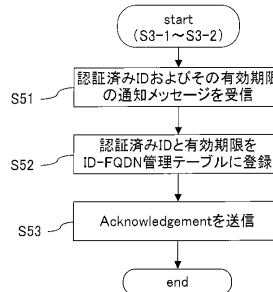 start
(S3-1～S3-2)
S51
認証済みIDおよびその有効期限
の通知メッセージを受信
S52
認証済みIDと有効期限を
ID-FQDN管理テーブルに登録
S53
Acknowledgementを送信
end